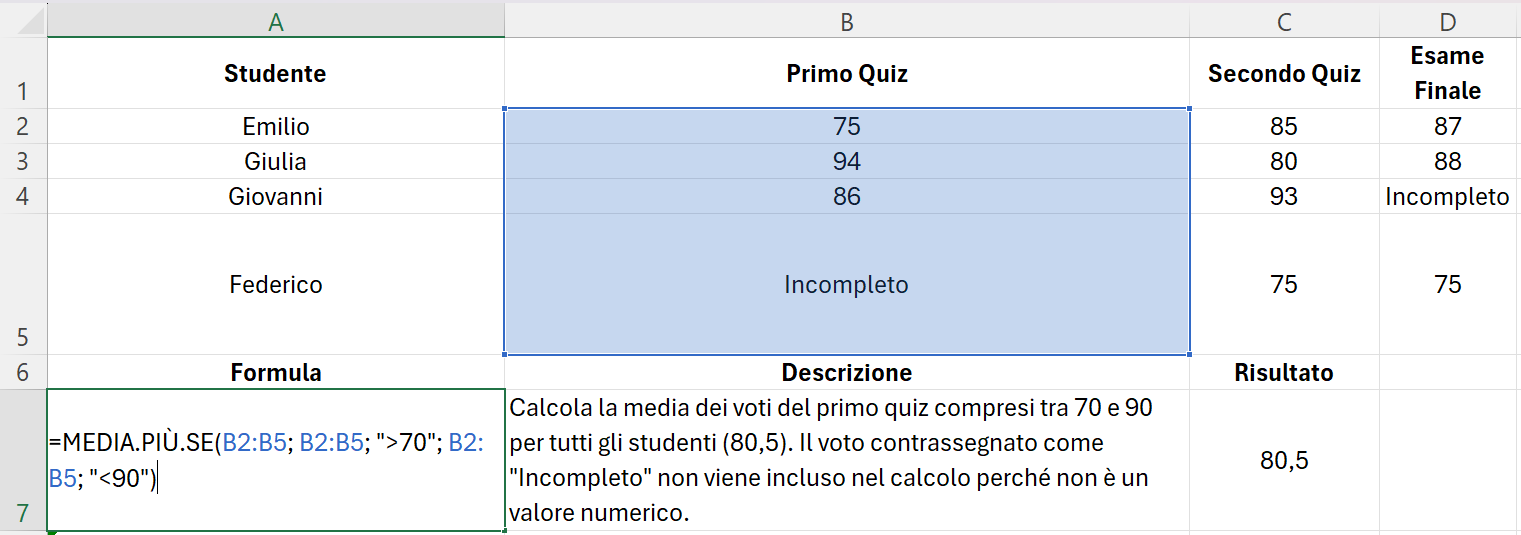 A B C D
1 Studente Primo Quiz Secondo Quiz Esame
Finale
2 Emilio 75 85 87
3 Giulia 94 80 88
4 Giovanni 86 93 Incompleto
5 Federico Incompleto 75 75
6 Formula Descrizione Risultato
7 =MEDIA.PIÙ.SE(B2:B5; B2:B5; ">70"; B2:
B5; "<90")
Calcola la media dei voti del primo quiz compresi tra 70 e 90
per tutti gli studenti (80,5). Il voto contrassegnato come
"Incompleto" non viene incluso nel calcolo perché non è un
valore numerico.
80,5